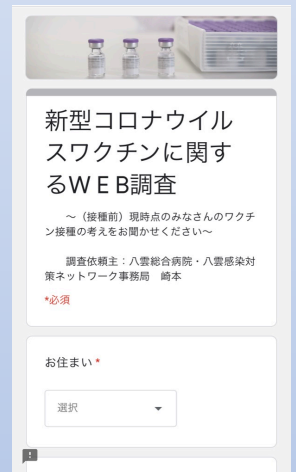 新型コロナウイル
スワクチンに関す
るＷＥＢ調査
～（接種前）現時点のみなさんのワクチ
ン接種の考えをお聞かせください～
調査依頼主：八雲総合病院・八雲感染対
策ネットワーク事務局　崎本
*必須
お住まい *
選択